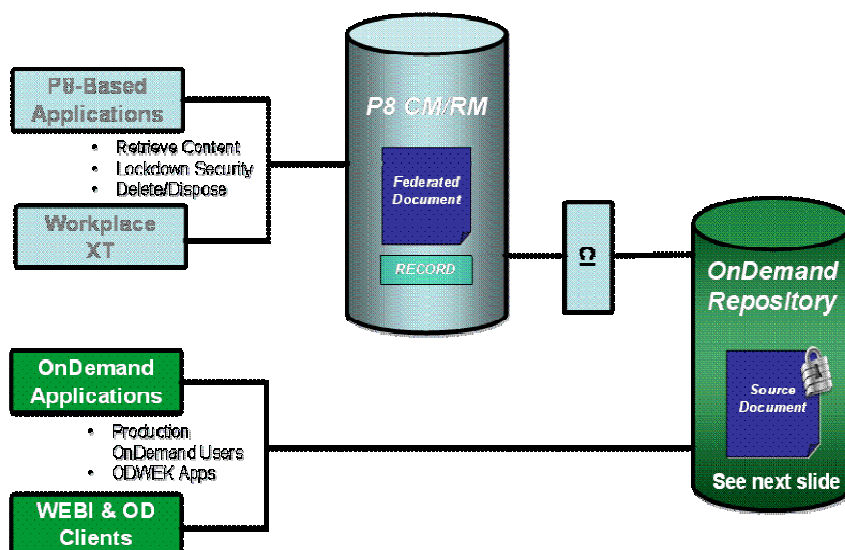 P8-Based
Applications
• Retrieve Content
• Lockdown Security
• Delete/Dispose
Workplace
XT
P8 CM/RM
Federated
Document
RECORD
CI
OnDemand
Repository
Source
Document
See next slide
OnDemand
Applications
• Production
OnDemand Users
• ODWEK Apps
WEBI & OD
Clients